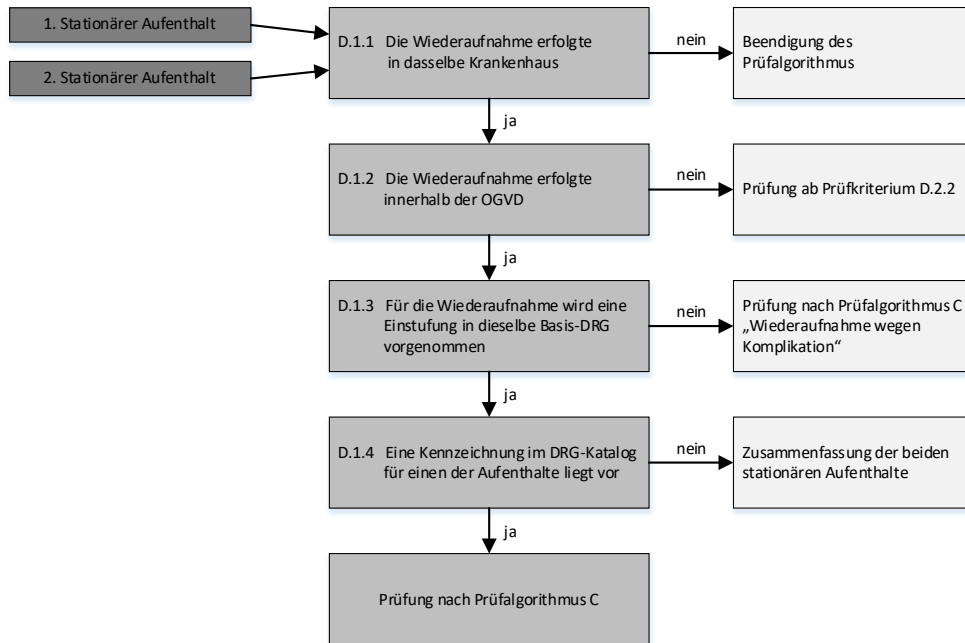 1. Stationärer Aufenthalt
2. Stationärer Aufenthalt
D.1.1 Die Wiederaufnahme erfolgte
in dasselbe Krankenhaus
nein
Beendigung des
Prüfalgorithmus
ja
D.1.2 Die Wiederaufnahme erfolgte
innerhalb der OGVD
nein
Prüfung ab Prüfkriterium D.2.2
ja
D.1.3 Für die Wiederaufnahme wird eine
Einstufung in dieselbe Basis-DRG
vorgenommen
nein
Prüfung nach Prüfalgorithmus C
„Wiederaufnahme wegen
Komplikation“
ja
D.1.4 Eine Kennzeichnung im DRG-Katalog
für einen der Aufenthalte liegt vor
nein
Zusammenfassung der beiden
stationären Aufenthalte
ja
Prüfung nach Prüfalgorithmus C